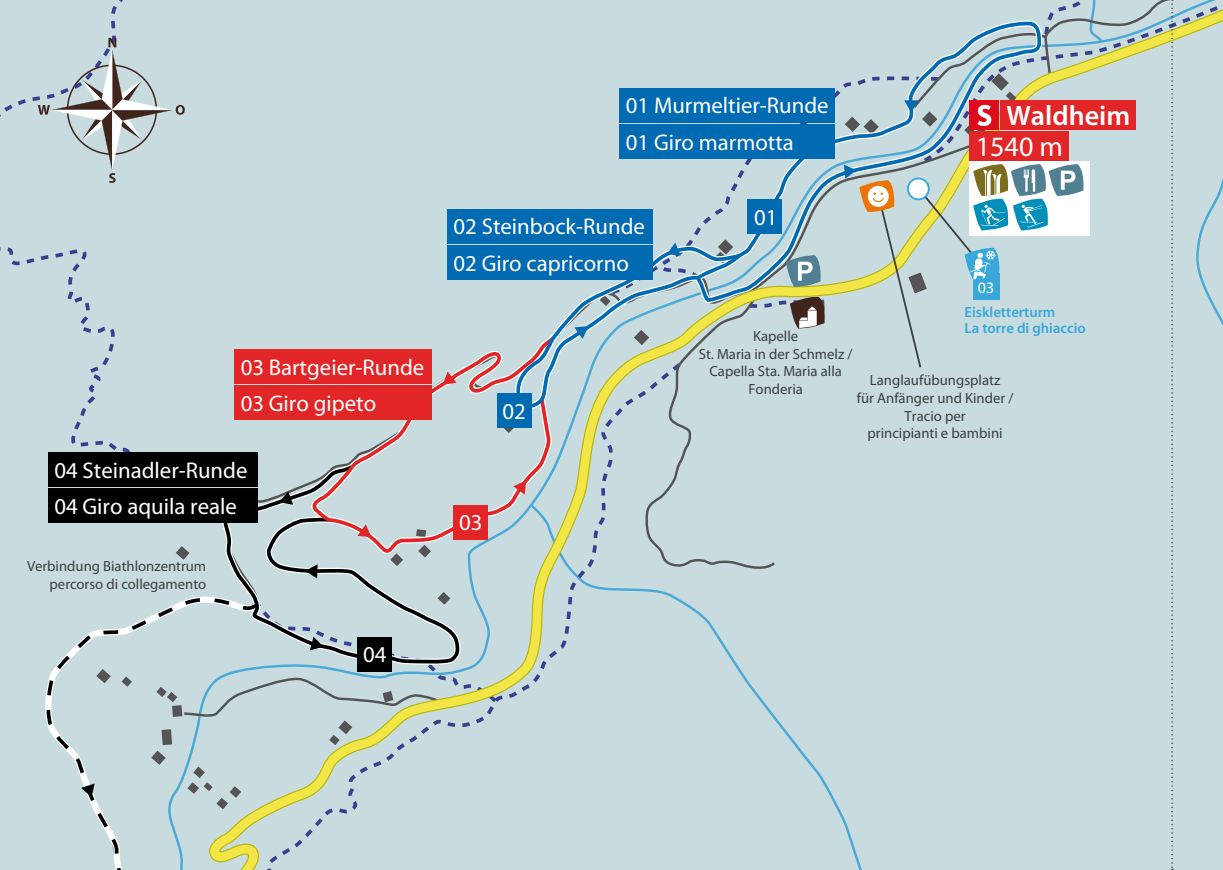 N
W
O
S
01 Murmeltier-Runde
01 Giro marmotta
S Waldheim
1540 m
P
02 Steinbock-Runde
02 Giro capricorno
01
P
03
Eiskletterturm
La torre di ghiaccio
Kapelle
St. Maria in der Schmelz /
Capella Sta. Maria alla
Fonderia
Langlaufübungsplatz
für Anfänger und Kinder /
Tracio per
principianti e bambini
03 Bartgeier-Runde
03 Giro gipeto
02
04 Steinadler-Runde
04 Giro aquila reale
03
Verbindung Biathlonzentrum
percorso di collegamento
04